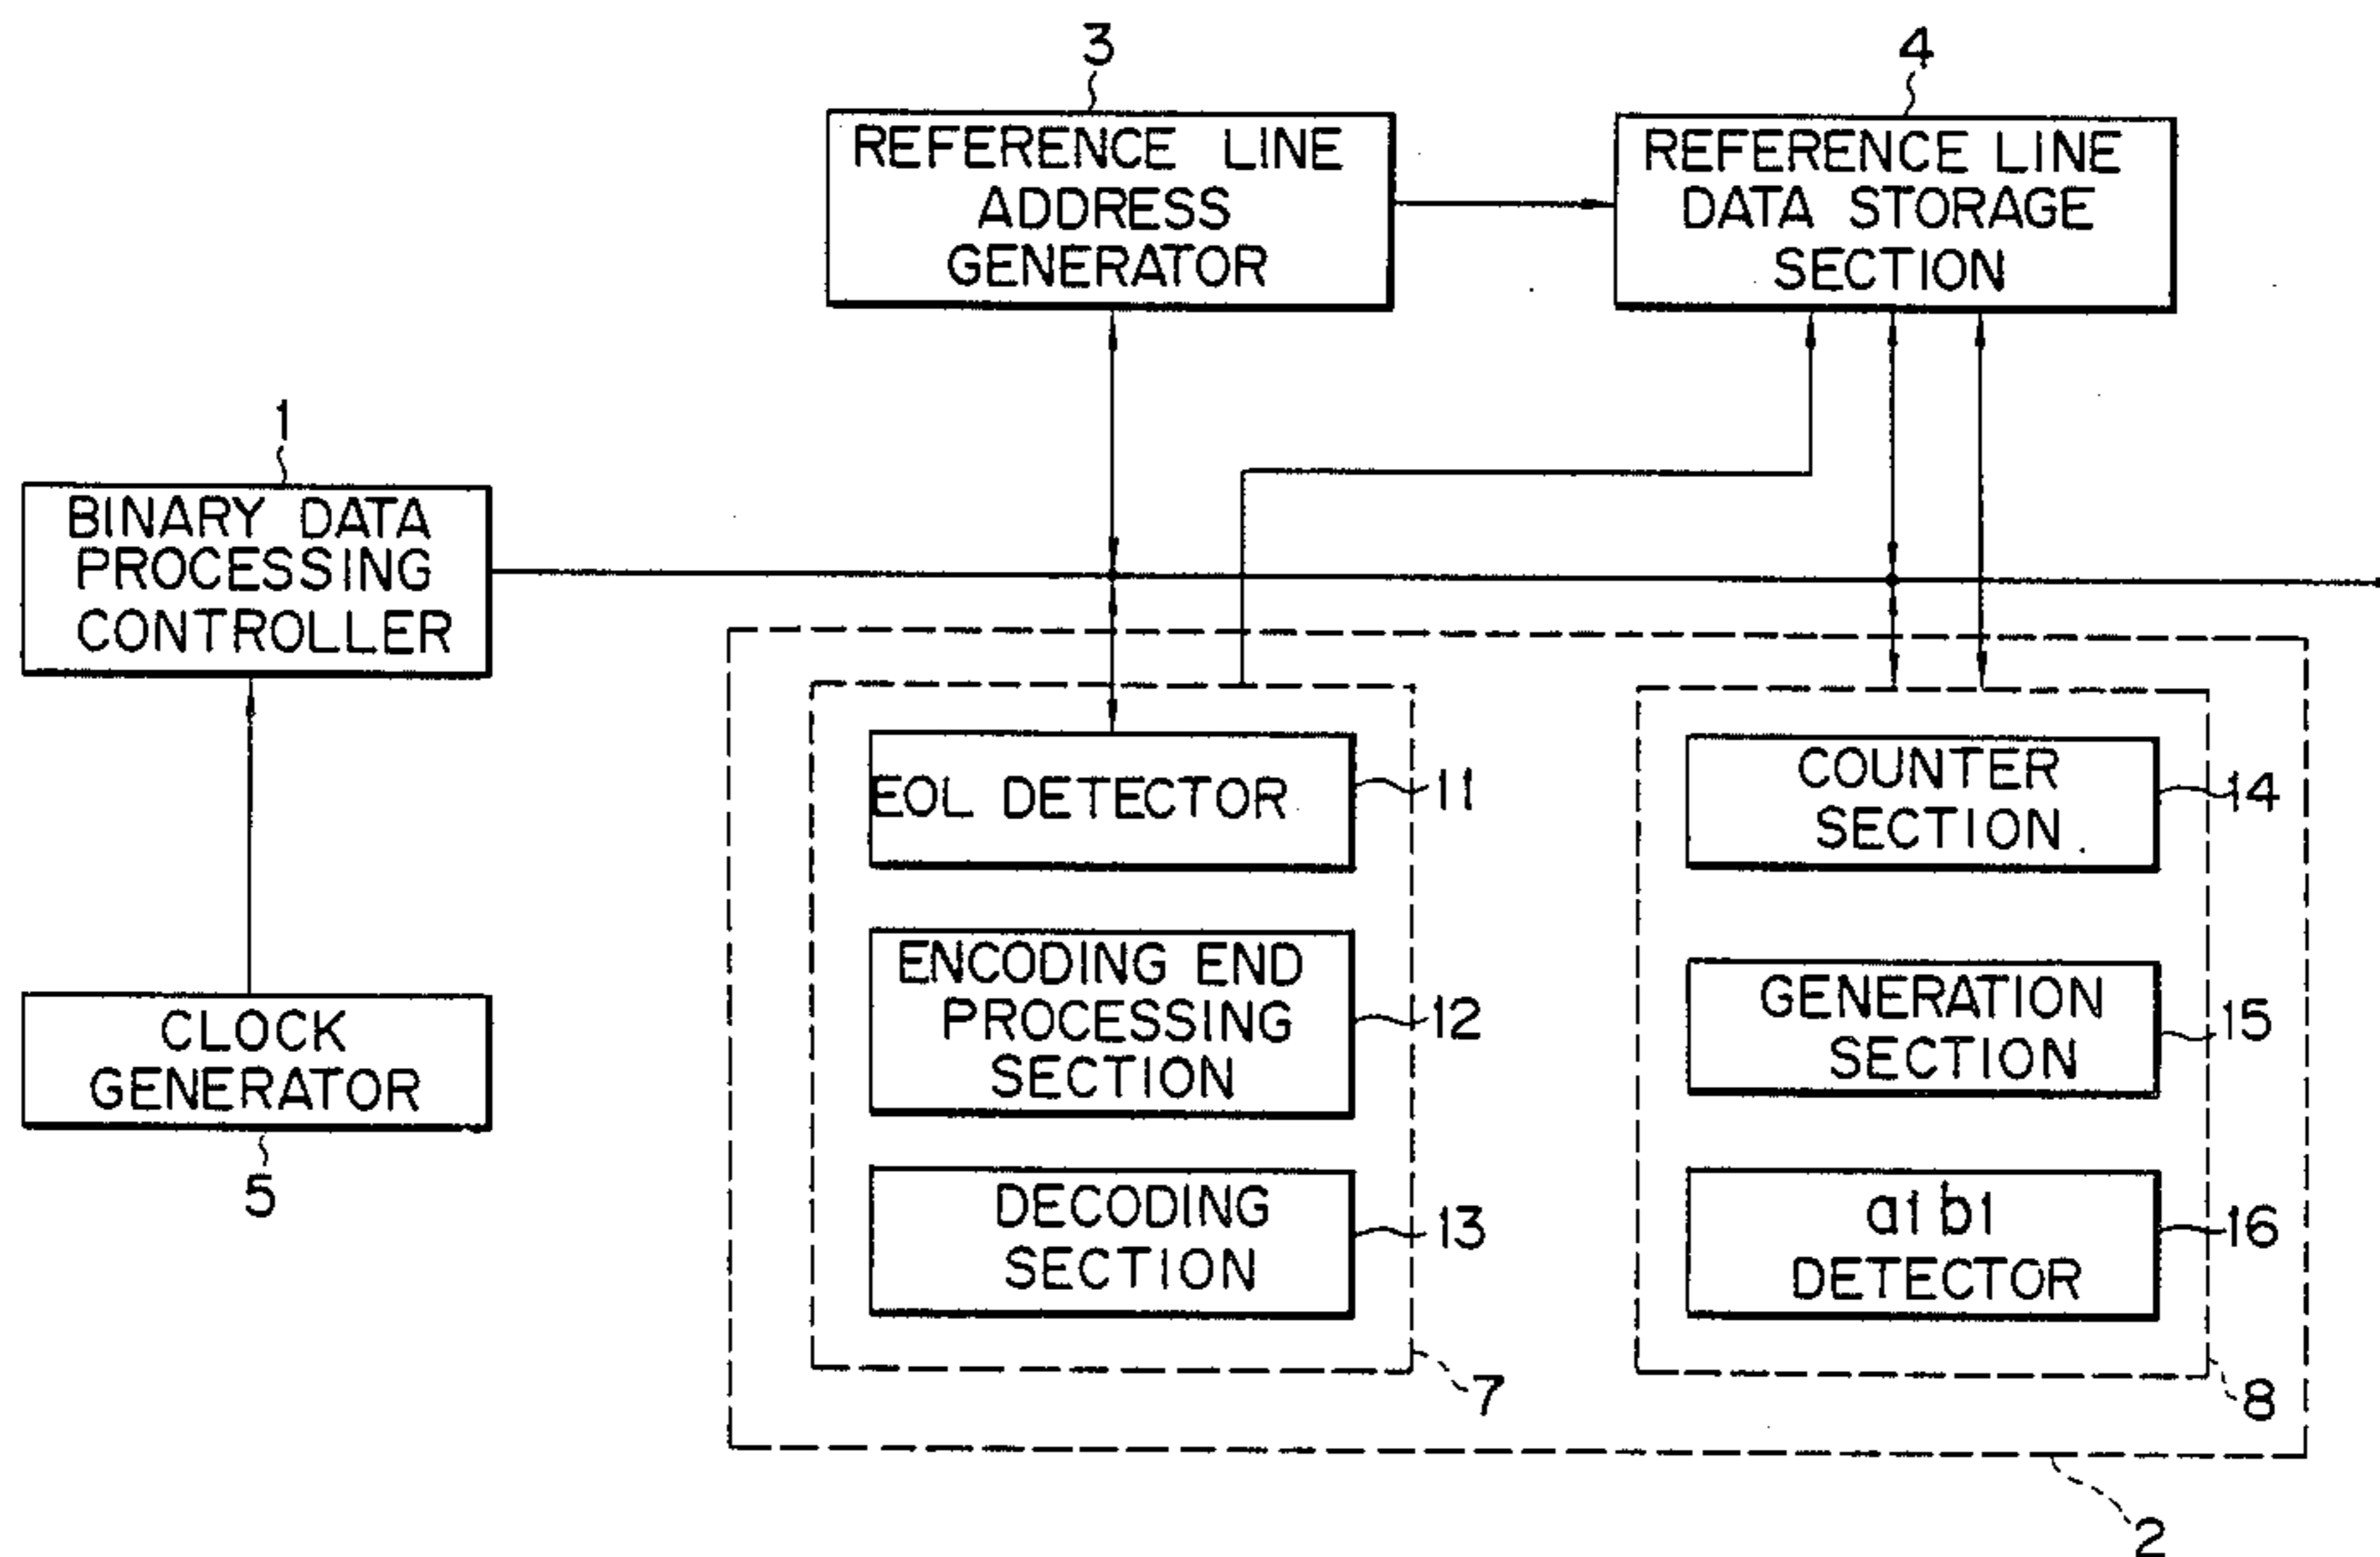 3
4
REFERENCE LINE
ADDRESS
GENERATOR
REFERENCE LINE
DATA STORAGE
SECTION
1
BINARY DATA
PROCESSING
CONTROLLER
EOL DETECTOR
11
COUNTER
SECTION
14
ENCODING END
PROCESSING
SECTION
12
GENERATION
SECTION
15
CLOCK
GENERATOR
5
DECODING
SECTION
13
a1 b1
DETECTOR
16
7
8
2